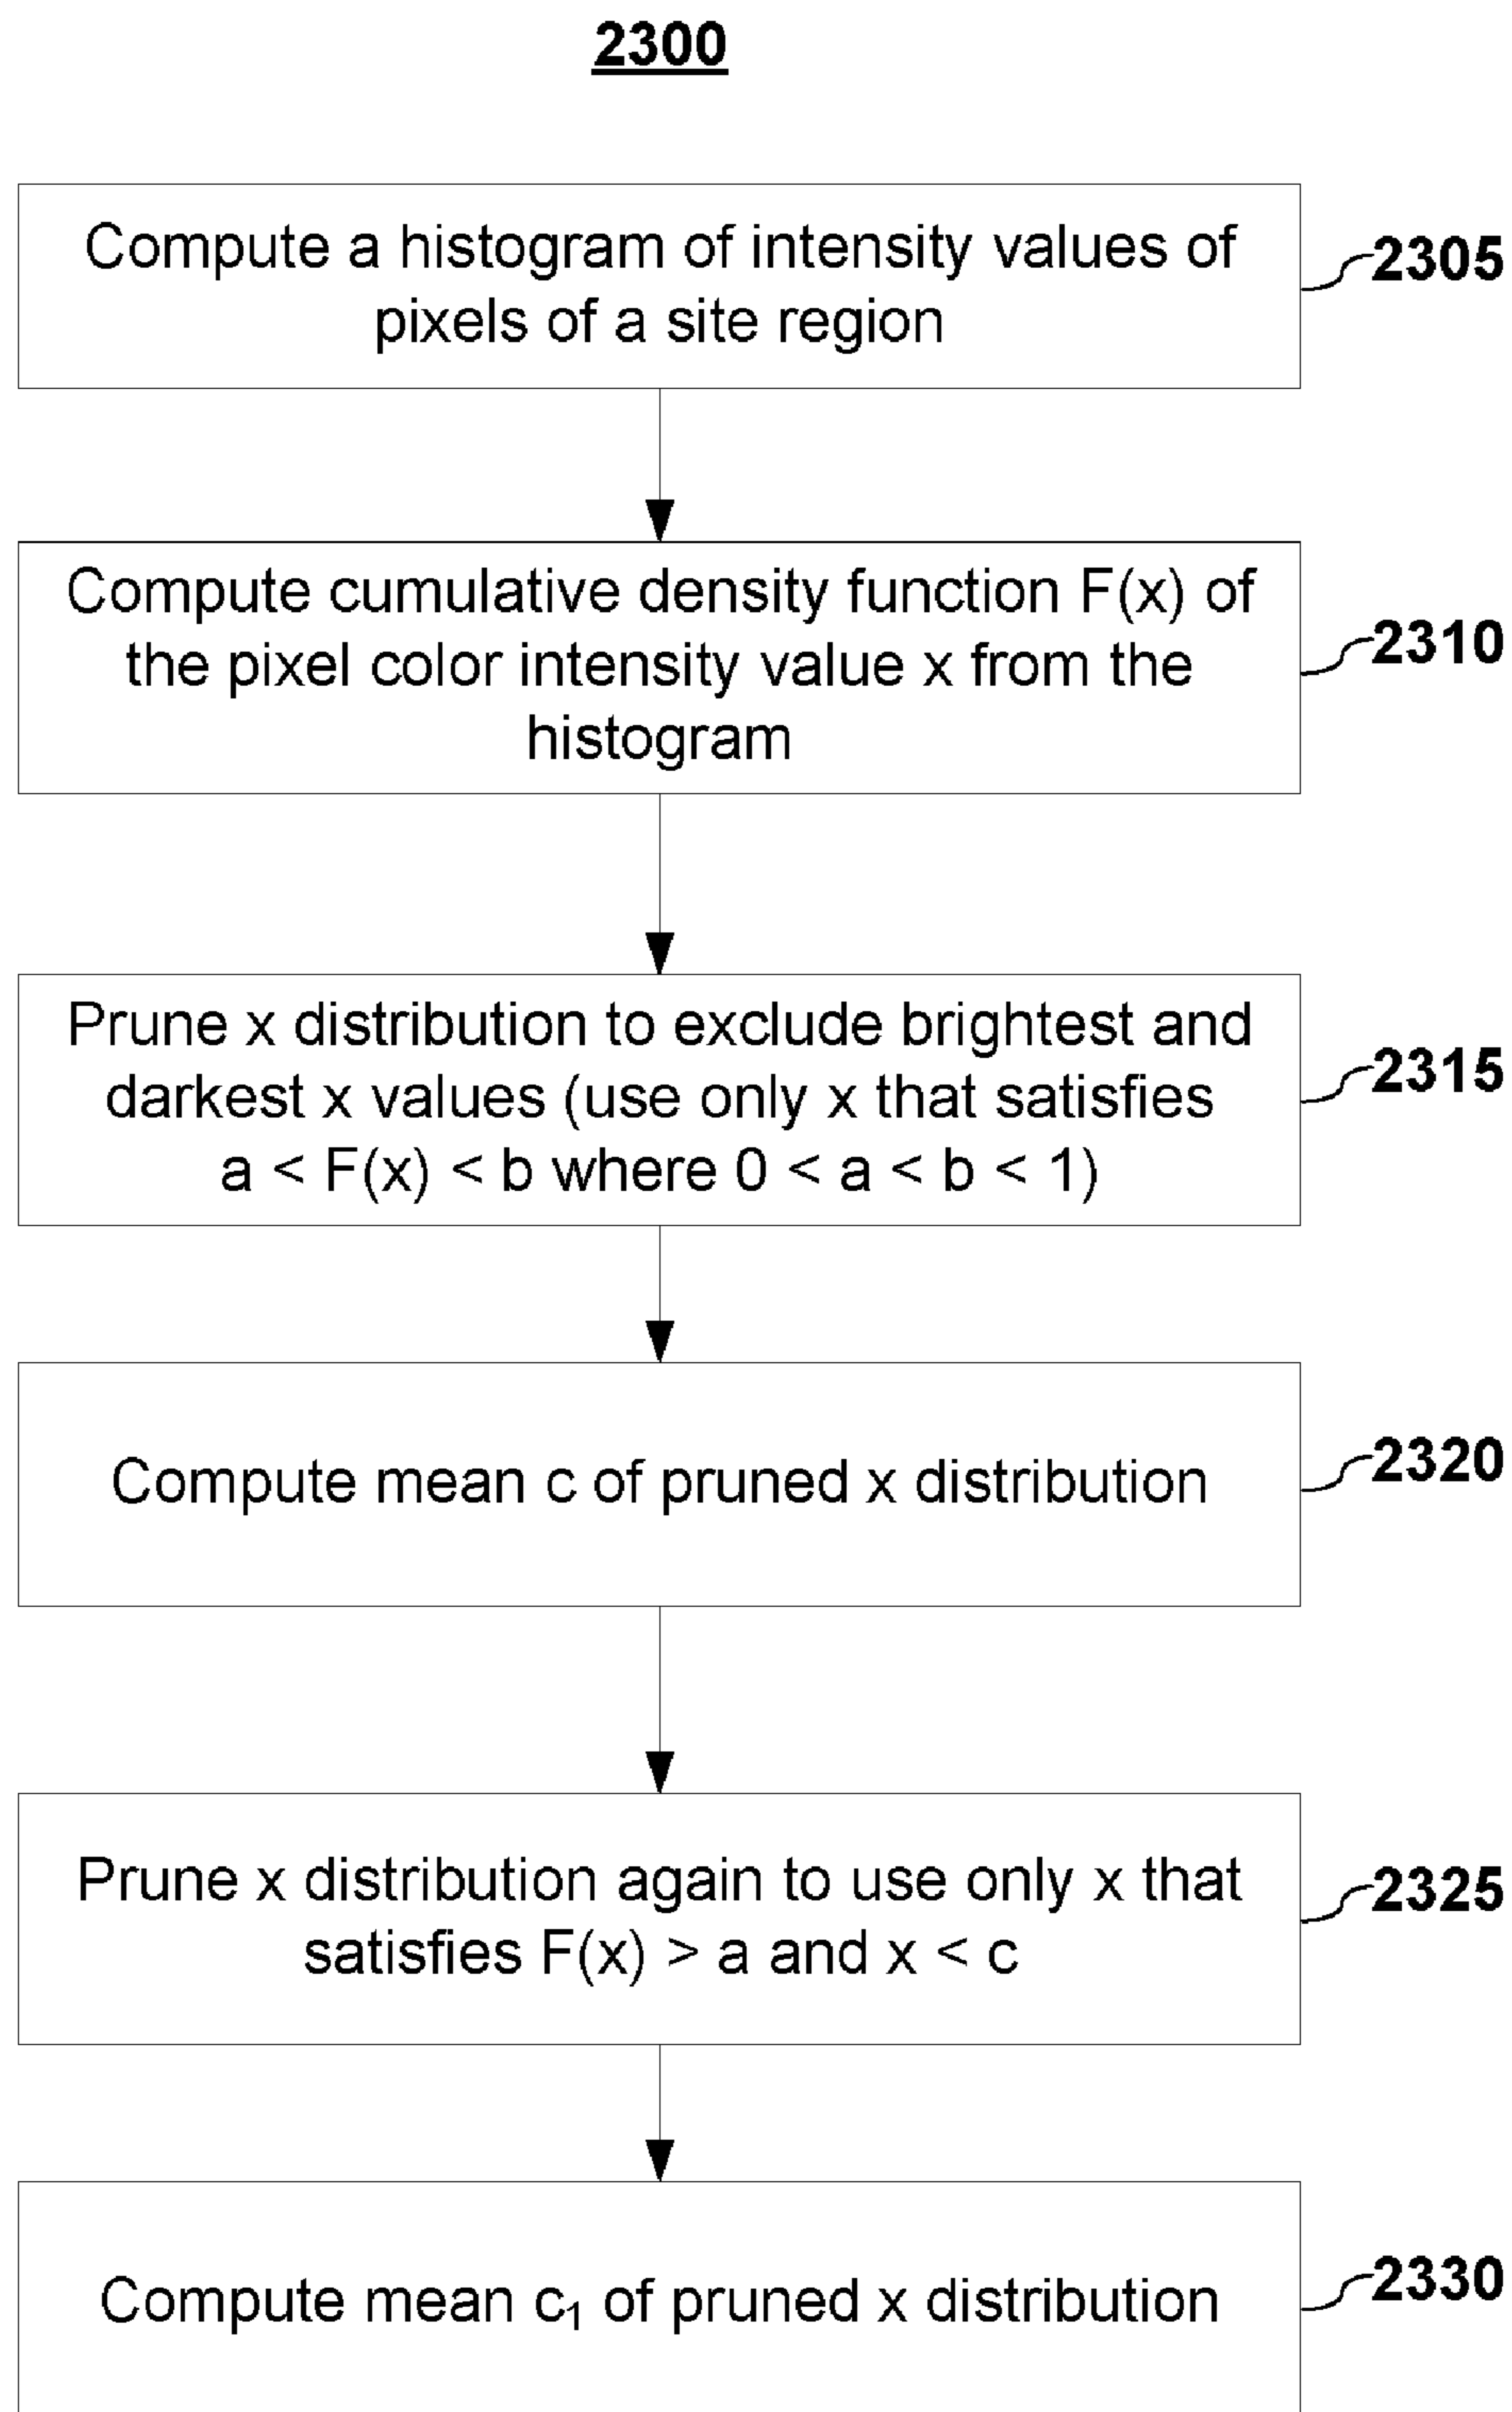 2300
Compute a histogram of intensity values of
pixels of a site region
2305
Compute cumulative density function F(x) of
the pixel color intensity value x from the
histogram
2310
Prune x distribution to exclude brightest and
darkest x values (use only x that satisfies
a < F(x) < b where 0 < a < b < 1)
2315
Compute mean c of pruned x distribution
2320
Prune x distribution again to use only x that
satisfies F(x) > a and x < c
2325
Compute mean c₁ of pruned x distribution
2330